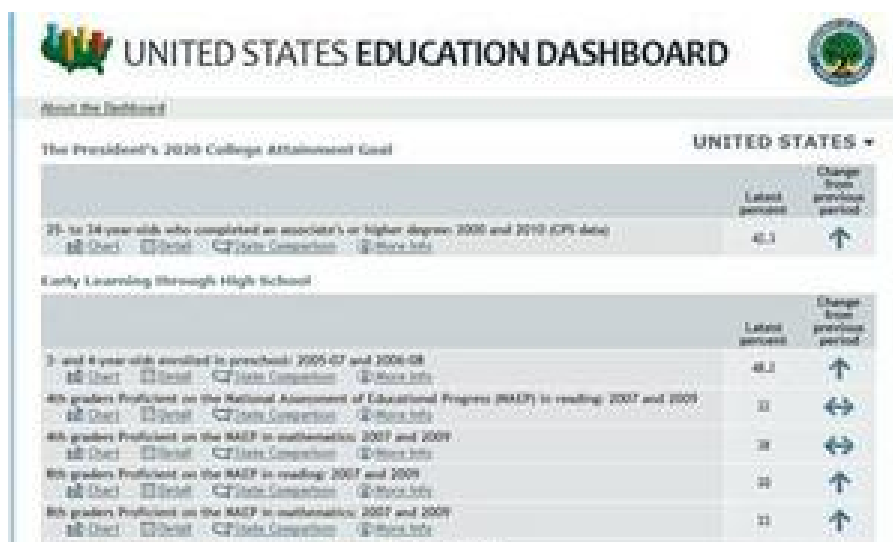 UNITED STATES EDUCATION DASHBOARD
About the Dashboard
The President's 2020 College Attainment Goal
UNITED STATES
Latest percent
Change from previous period
25- to 34-year-olds who completed an associate's or higher degree: 2000 and 2010 (CPS data)
Chart Detail State Comparison More Info
Early Learning through High School
Latest percent
Change from previous period
3- and 4-year-olds enrolled in preschool: 2005-07 and 2006-08
Chart Detail State Comparison More Info
4th graders Proficient on the National Assessment of Educational Progress (NAEP) in reading: 2007 and 2009
Chart Detail State Comparison More Info
4th graders Proficient on the NAEP in mathematics: 2007 and 2009
Chart Detail State Comparison More Info
8th graders Proficient on the NAEP in reading: 2007 and 2009
Chart Detail State Comparison More Info
8th graders Proficient on the NAEP in mathematics: 2007 and 2009
Chart Detail State Comparison More Info